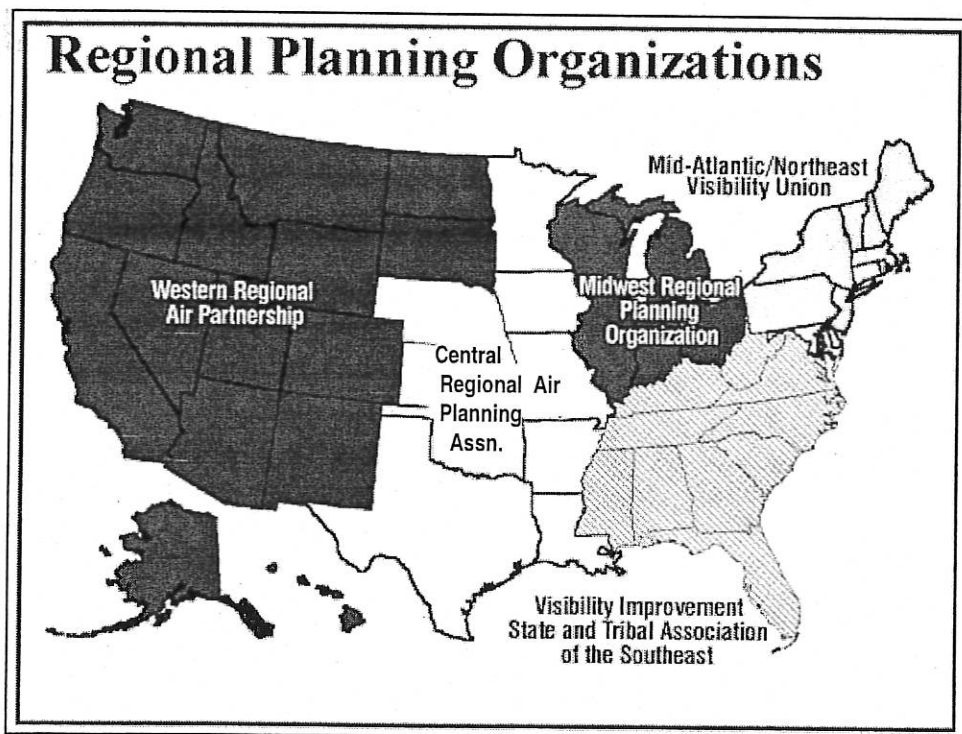 Regional Planning Organizations
Mid-Atlantic/Northeast
Visibility Union
Western Regional
Air Partnership
Midwest Regional
Planning
Organization
Central
Regional Air
Planning
Assn.
Visibility Improvement
State and Tribal Association
of the Southeast